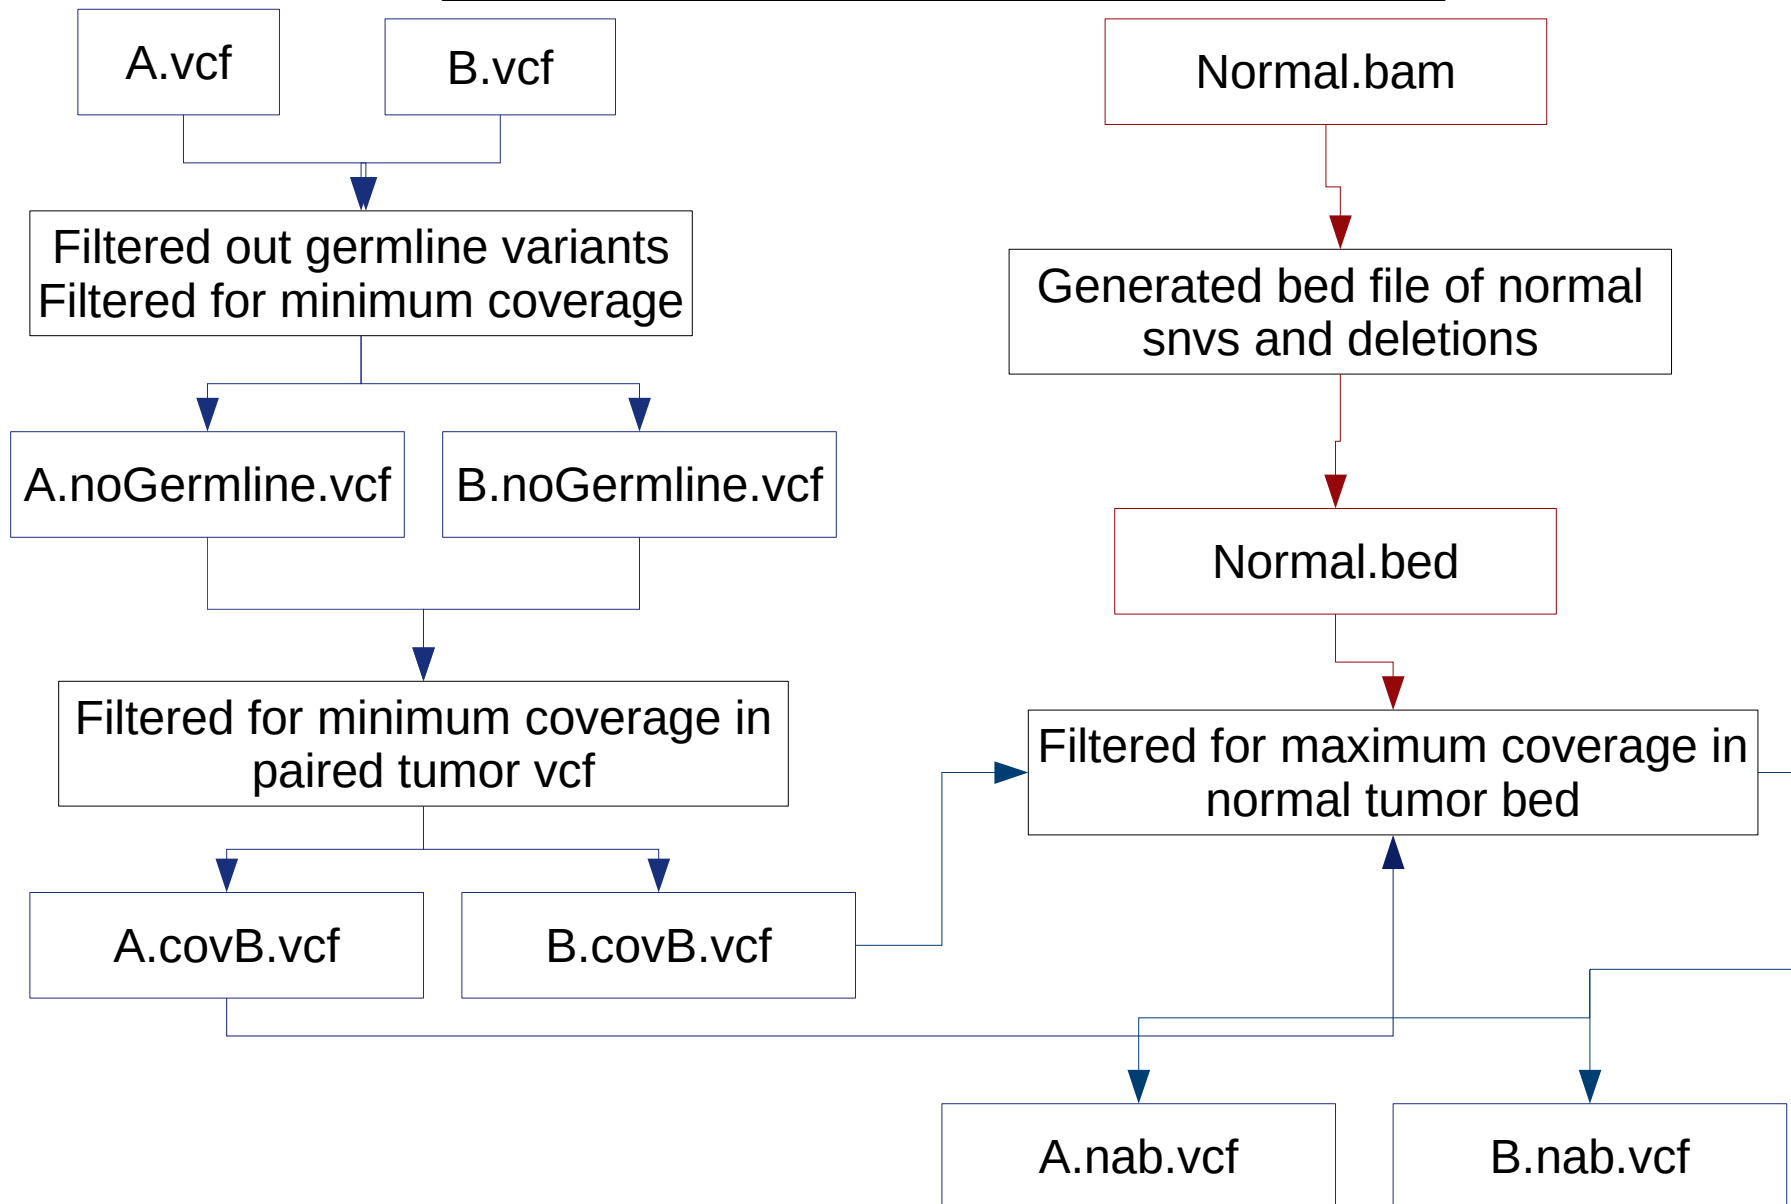 A.vcf
B.vcf
Normal.bam
Filtered out germline variants
Filtered for minimum coverage
Generated bed file of normal
snvs and deletions
A.noGermline.vcf
B.noGermline.vcf
Normal.bed
Filtered for minimum coverage in
paired tumor vcf
Filtered for maximum coverage in
normal tumor bed
A.covB.vcf
B.covB.vcf
A.nab.vcf
B.nab.vcf